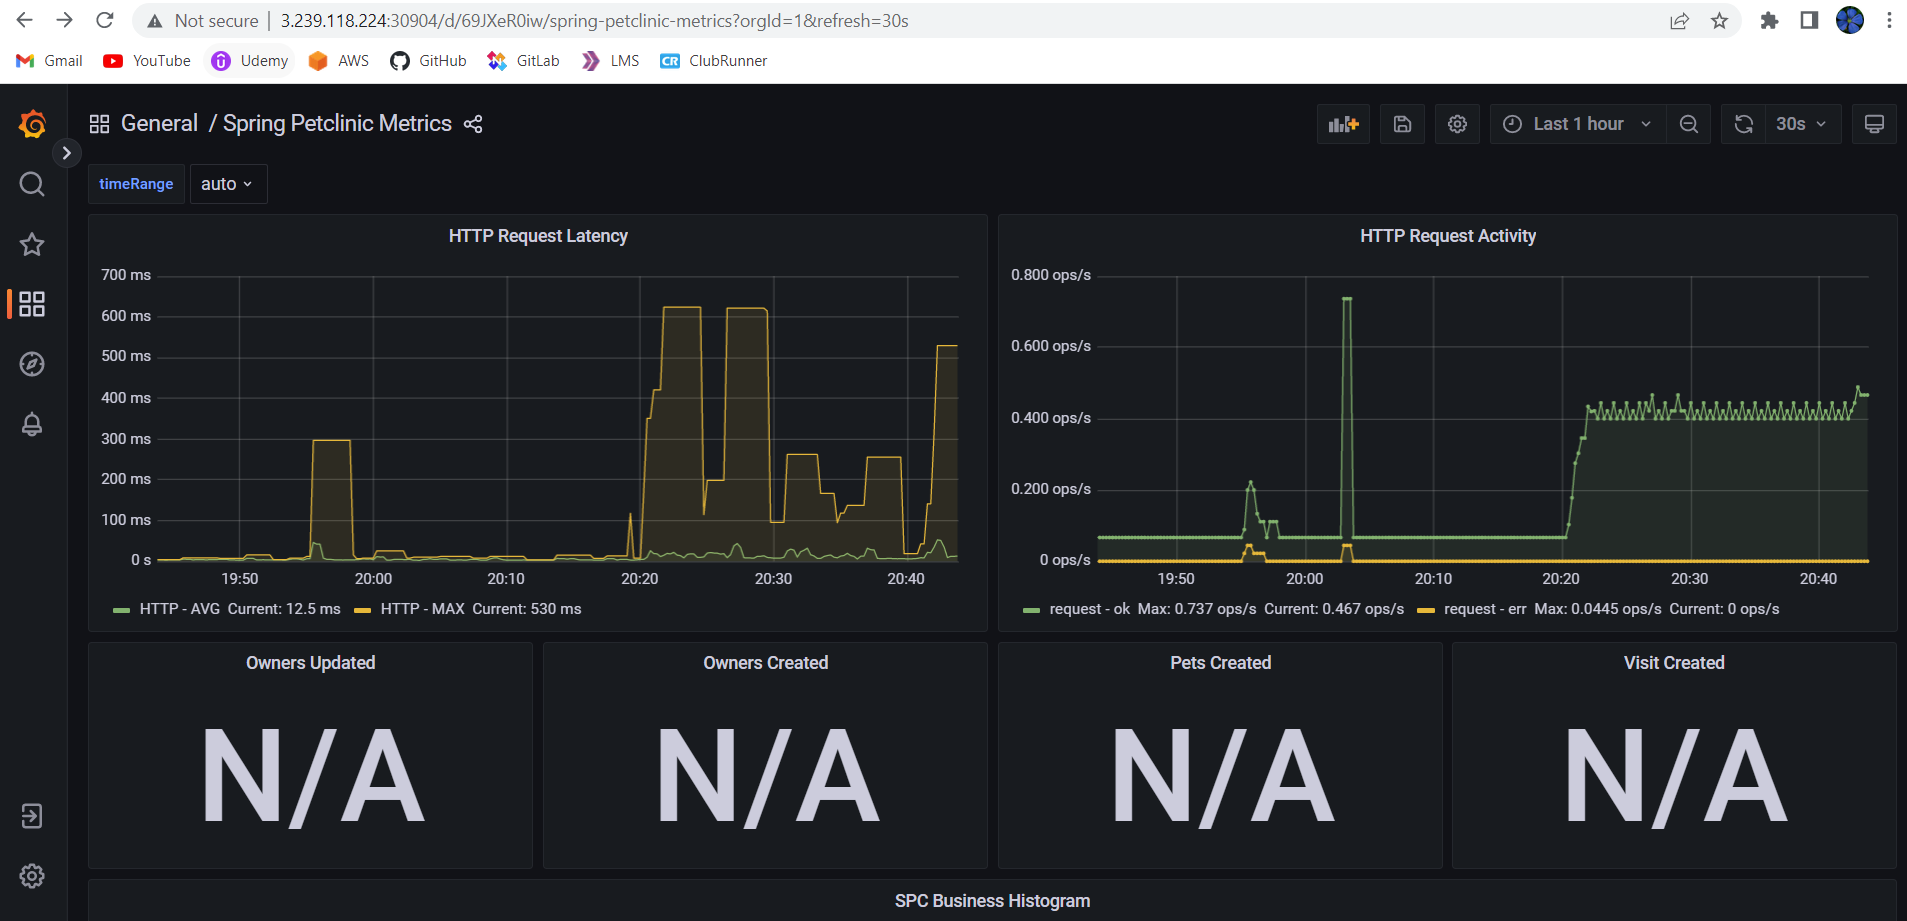 Not secure 3.239.118.224:30904/d/69JXeR0iw/spring-petclinic-metrics?orgId=1&refresh=30s
Gmail YouTube Udemy AWS GitHub GitLab LMS CR ClubRunner
General / Spring Petclinic Metrics Last 1 hour 30s
timeRange auto
HTTP Request Latency
700 ms
600 ms
500 ms
400 ms
300 ms
200 ms
100 ms
0 s
19:50 20:00 20:10 20:20 20:30 20:40
HTTP - AVG Current: 12.5 ms HTTP - MAX Current: 530 ms
HTTP Request Activity
0.800 ops/s
0.600 ops/s
0.400 ops/s
0.200 ops/s
0 ops/s
19:50 20:00 20:10 20:20 20:30 20:40
request - ok Max: 0.737 ops/s Current: 0.467 ops/s request - err Max: 0.0445 ops/s Current: 0 ops/s
Owners Updated
N/A
Owners Created
N/A
Pets Created
N/A
Visit Created
N/A
SPC Business Histogram